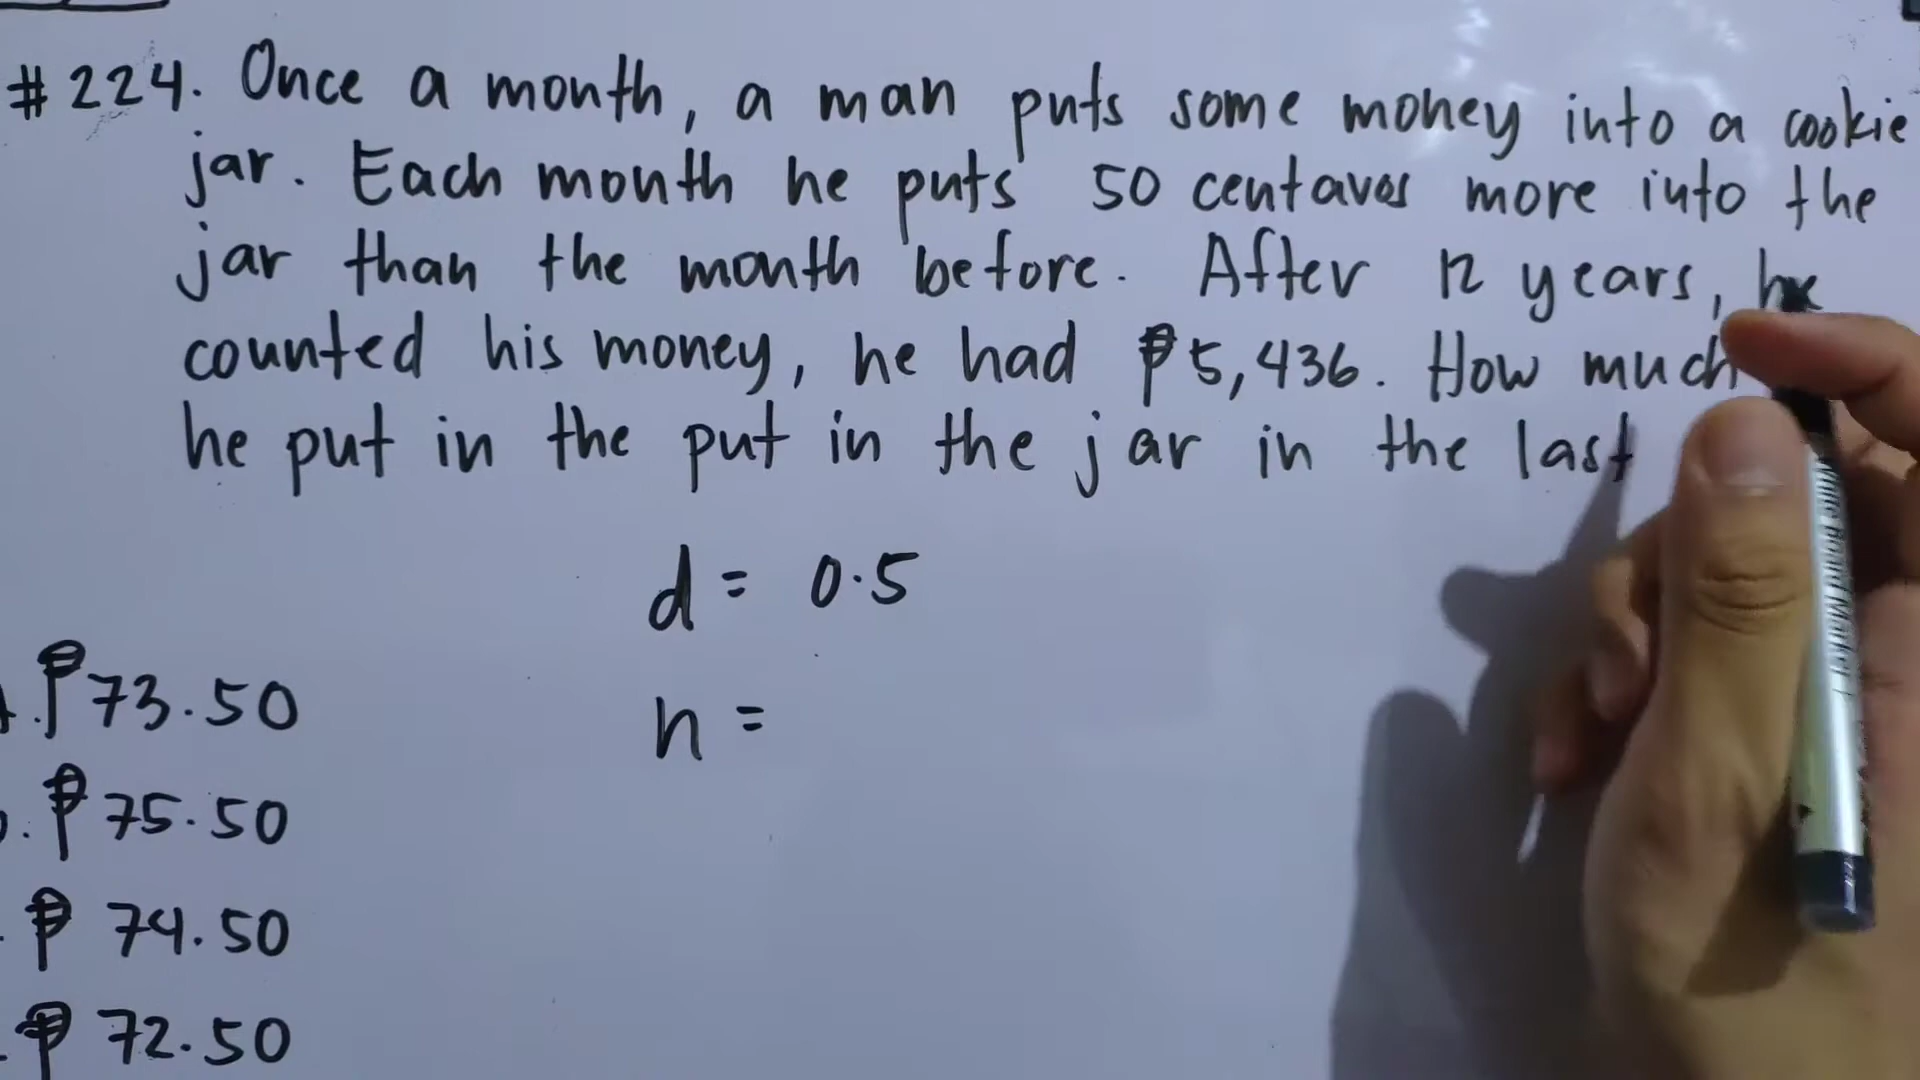 #224. Once a month, a man puts some money into a cookie
jar. Each month he puts 50 centavos more into the
jar than the month before. After 12 years, he
counted his money, he had ₱5,436. How much
he put in the put in the jar in the last
d = 0.5
n =
₱73.50
₱75.50
₱74.50
₱72.50